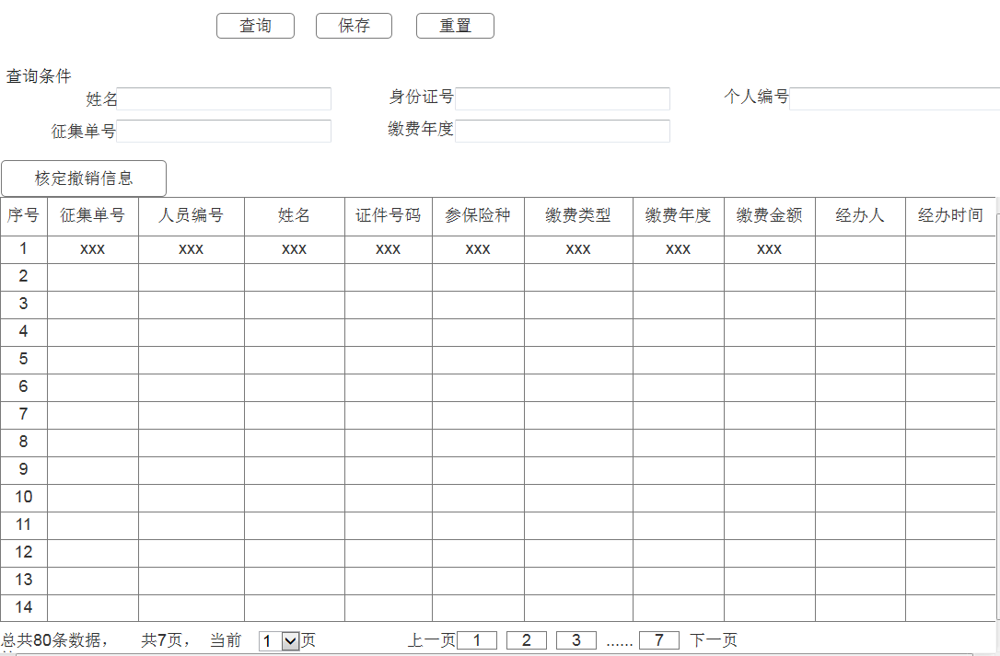 查询 保存 重置
查询条件
姓名 身份证号 个人编号
征集单号 缴费年度
核定撤销信息
序号 征集单号 人员编号 姓名 证件号码 参保险种 缴费类型 缴费年度 缴费金额 经办人 经办时间
1 xxx xxx xxx xxx xxx xxx xxx xxx
2
3
4
5
6
7
8
9
10
11
12
13
14
总共80条数据， 共7页， 当前 1 页 上一页 1 2 3 ...... 7 下一页